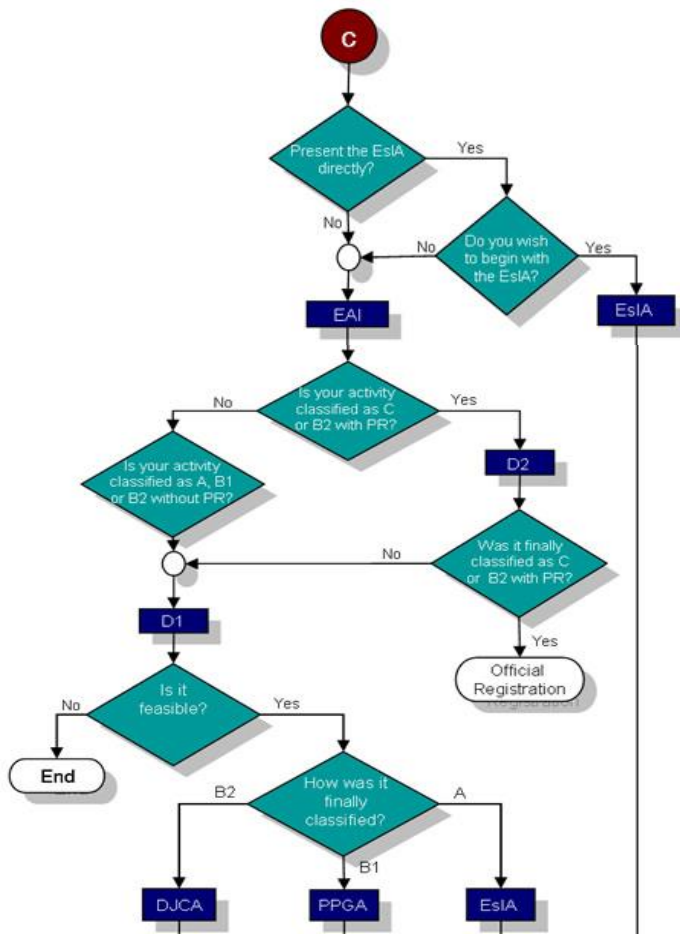 C
Present the EsIA
directly?
Yes
No
Do you wish
to begin with
the EsIA?
No
Yes
EAI
EsIA
Is your activity
classified as C
or B2 with PR?
No
Yes
Is your activity
classified as A, B1
or B2 without PR?
D2
Was it finally
classified as C
or B2 with PR?
No
Yes
D1
Official
Registration
Is it
feasible?
No
Yes
End
How was it
finally
classified?
B2
A
B1
DJCA
PPGA
EsIA